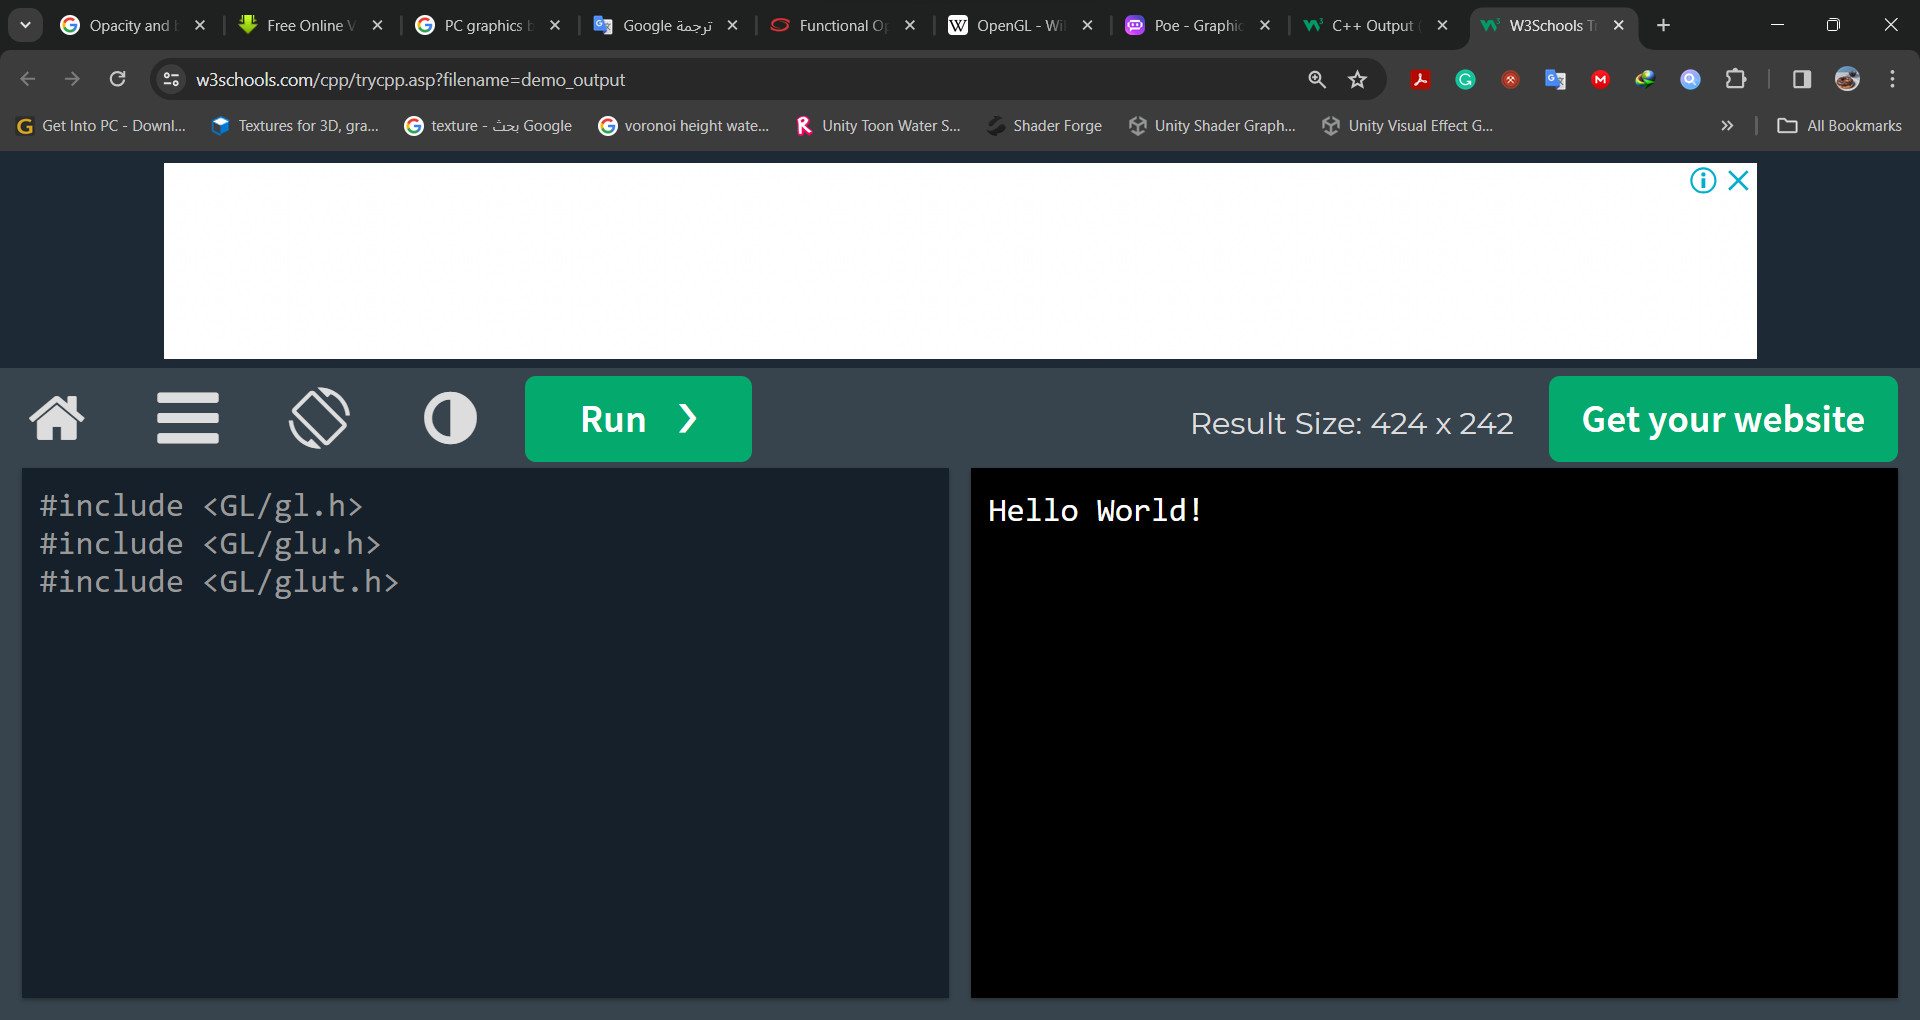 Opacity and
Free Online
PC graphics
ترجمة Google
Functional
OpenGL - Wi
Poe - Graphic
C++ Output
W3Schools
w3schools.com/cpp/trycpp.asp?filename=demo_output
Get Into PC - Downl...
Textures for 3D, gra...
texture - بحث Google
voronoi height wate...
Unity Toon Water S...
Shader Forge
Unity Shader Graph...
Unity Visual Effect G...
All Bookmarks
Run
Result Size: 424 x 242
Get your website
#include <GL/gl.h>
#include <GL/glu.h>
#include <GL/glut.h>
Hello World!